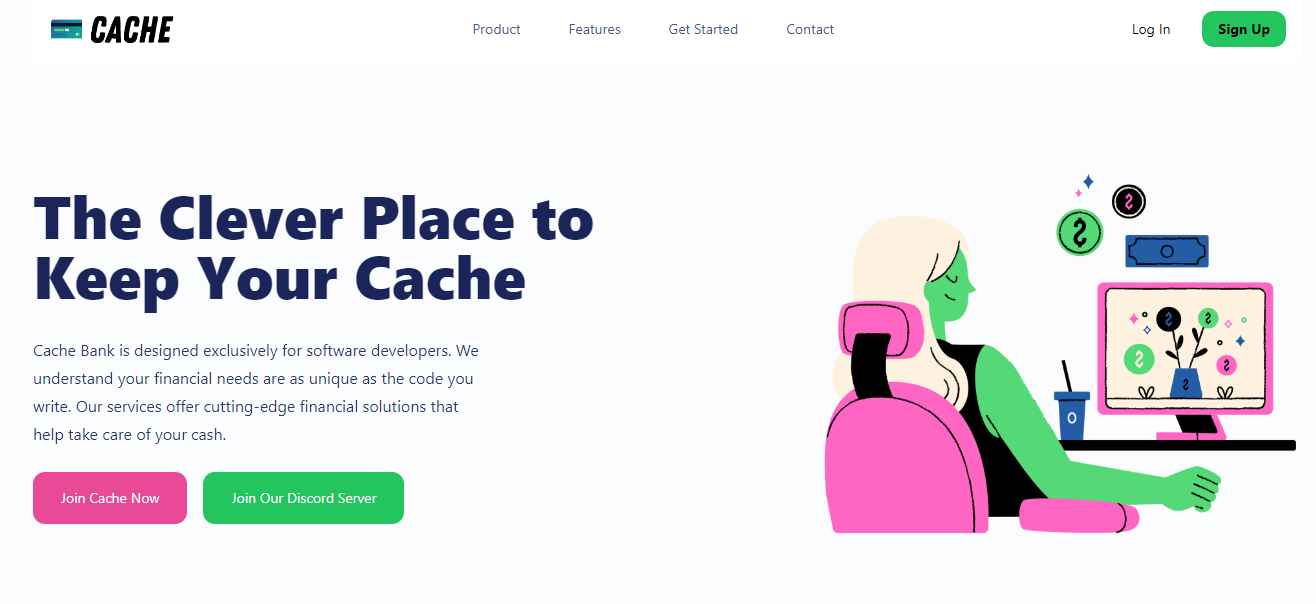 CACHE
Product
Features
Get Started
Contact
Log In
Sign Up
The Clever Place to
Keep Your Cache
Cache Bank is designed exclusively for software developers. We
understand your financial needs are as unique as the code you
write. Our services offer cutting-edge financial solutions that
help take care of your cash.
Join Cache Now
Join Our Discord Server